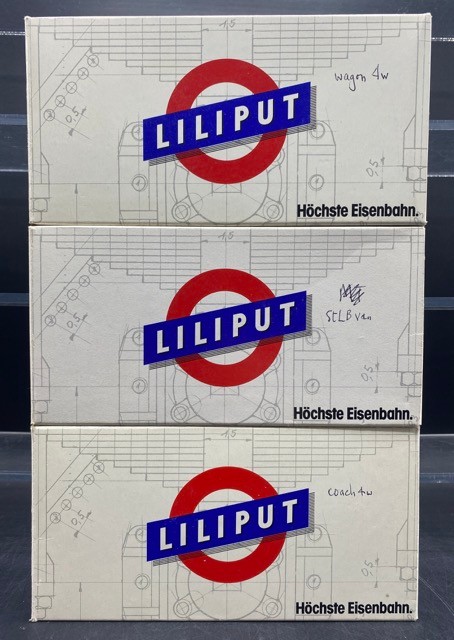 1,5
wagon 4w
0,5
LILIPUT
0,5
Höchste Eisenbahn.
1,5
StLB van
0,5
LILIPUT
0,5
Höchste Eisenbahn.
1,5
coach 4w
0,5
LILIPUT
0,5
Höchste Eisenbahn.